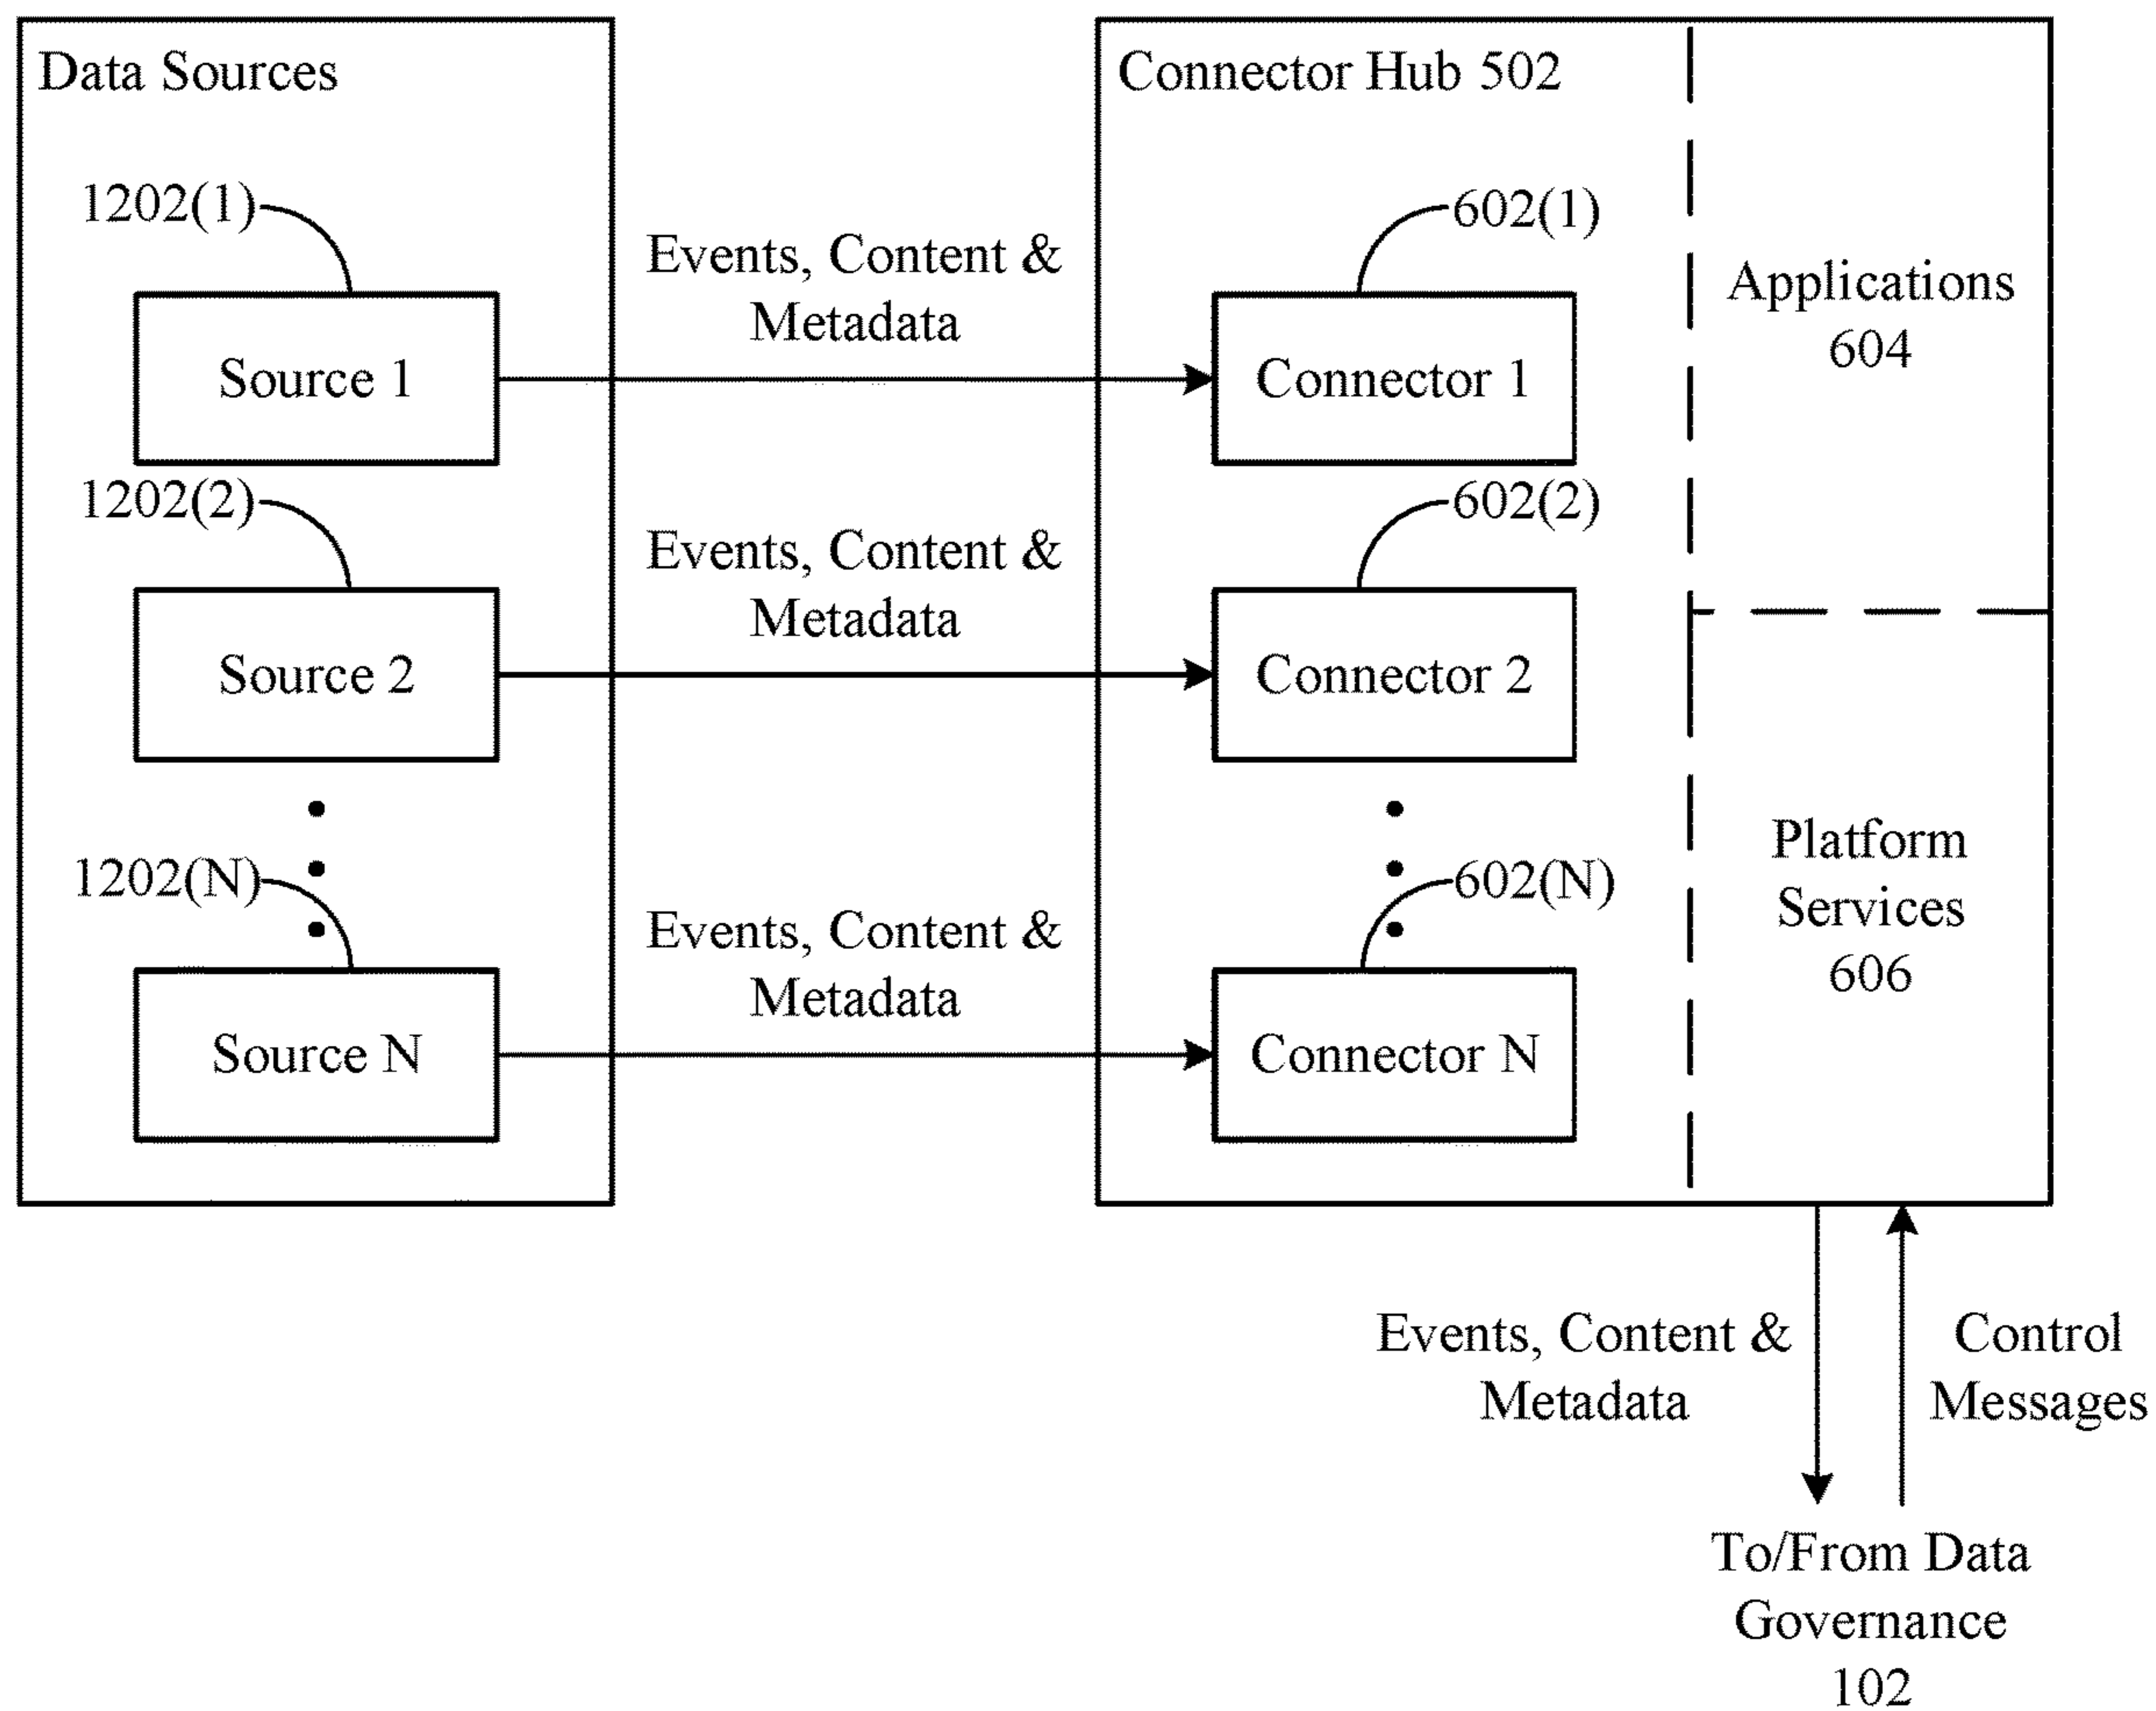 Data Sources
Connector Hub 502
1202(1)
602(1)
Events, Content &
Metadata
Applications
604
Source 1
Connector 1
1202(2)
602(2)
Events, Content &
Metadata
Source 2
Connector 2
Platform
Services
606
1202(N)
602(N)
Events, Content &
Metadata
Source N
Connector N
Events, Content &
Metadata
Control
Messages
To/From Data
Governance
102